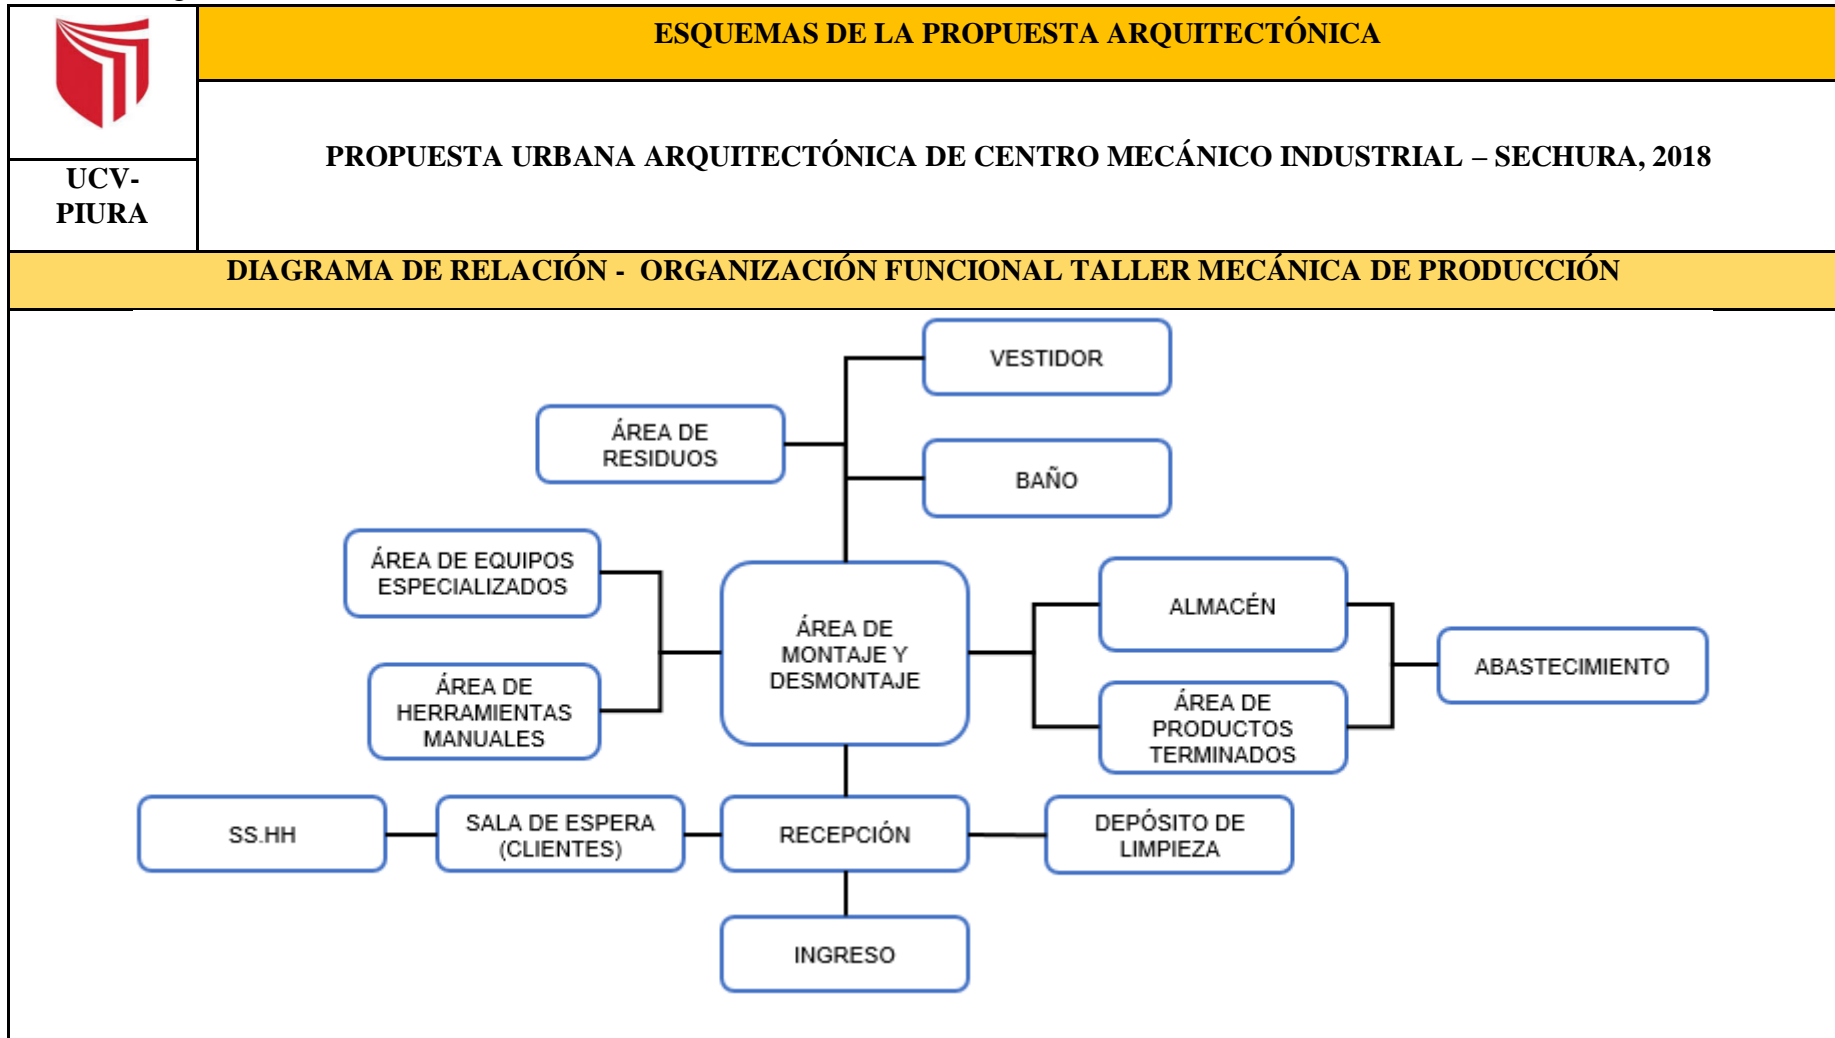 ESQUEMAS DE LA PROPUESTA ARQUITECTÓNICA
PROPUESTA URBANA ARQUITECTÓNICA DE CENTRO MECÁNICO INDUSTRIAL – SECHURA, 2018
UCV-
PIURA
DIAGRAMA DE RELACIÓN - ORGANIZACIÓN FUNCIONAL TALLER MECÁNICA DE PRODUCCIÓN
VESTIDOR
ÁREA DE
RESIDUOS
BAÑO
ÁREA DE EQUIPOS
ESPECIALIZADOS
ÁREA DE
MONTAJE Y
DESMONTAJE
ALMACÉN
ABASTECIMIENTO
ÁREA DE
HERRAMIENTAS
MANUALES
ÁREA DE
PRODUCTOS
TERMINADOS
SS.HH
SALA DE ESPERA
(CLIENTES)
RECEPCIÓN
DEPÓSITO DE
LIMPIEZA
INGRESO